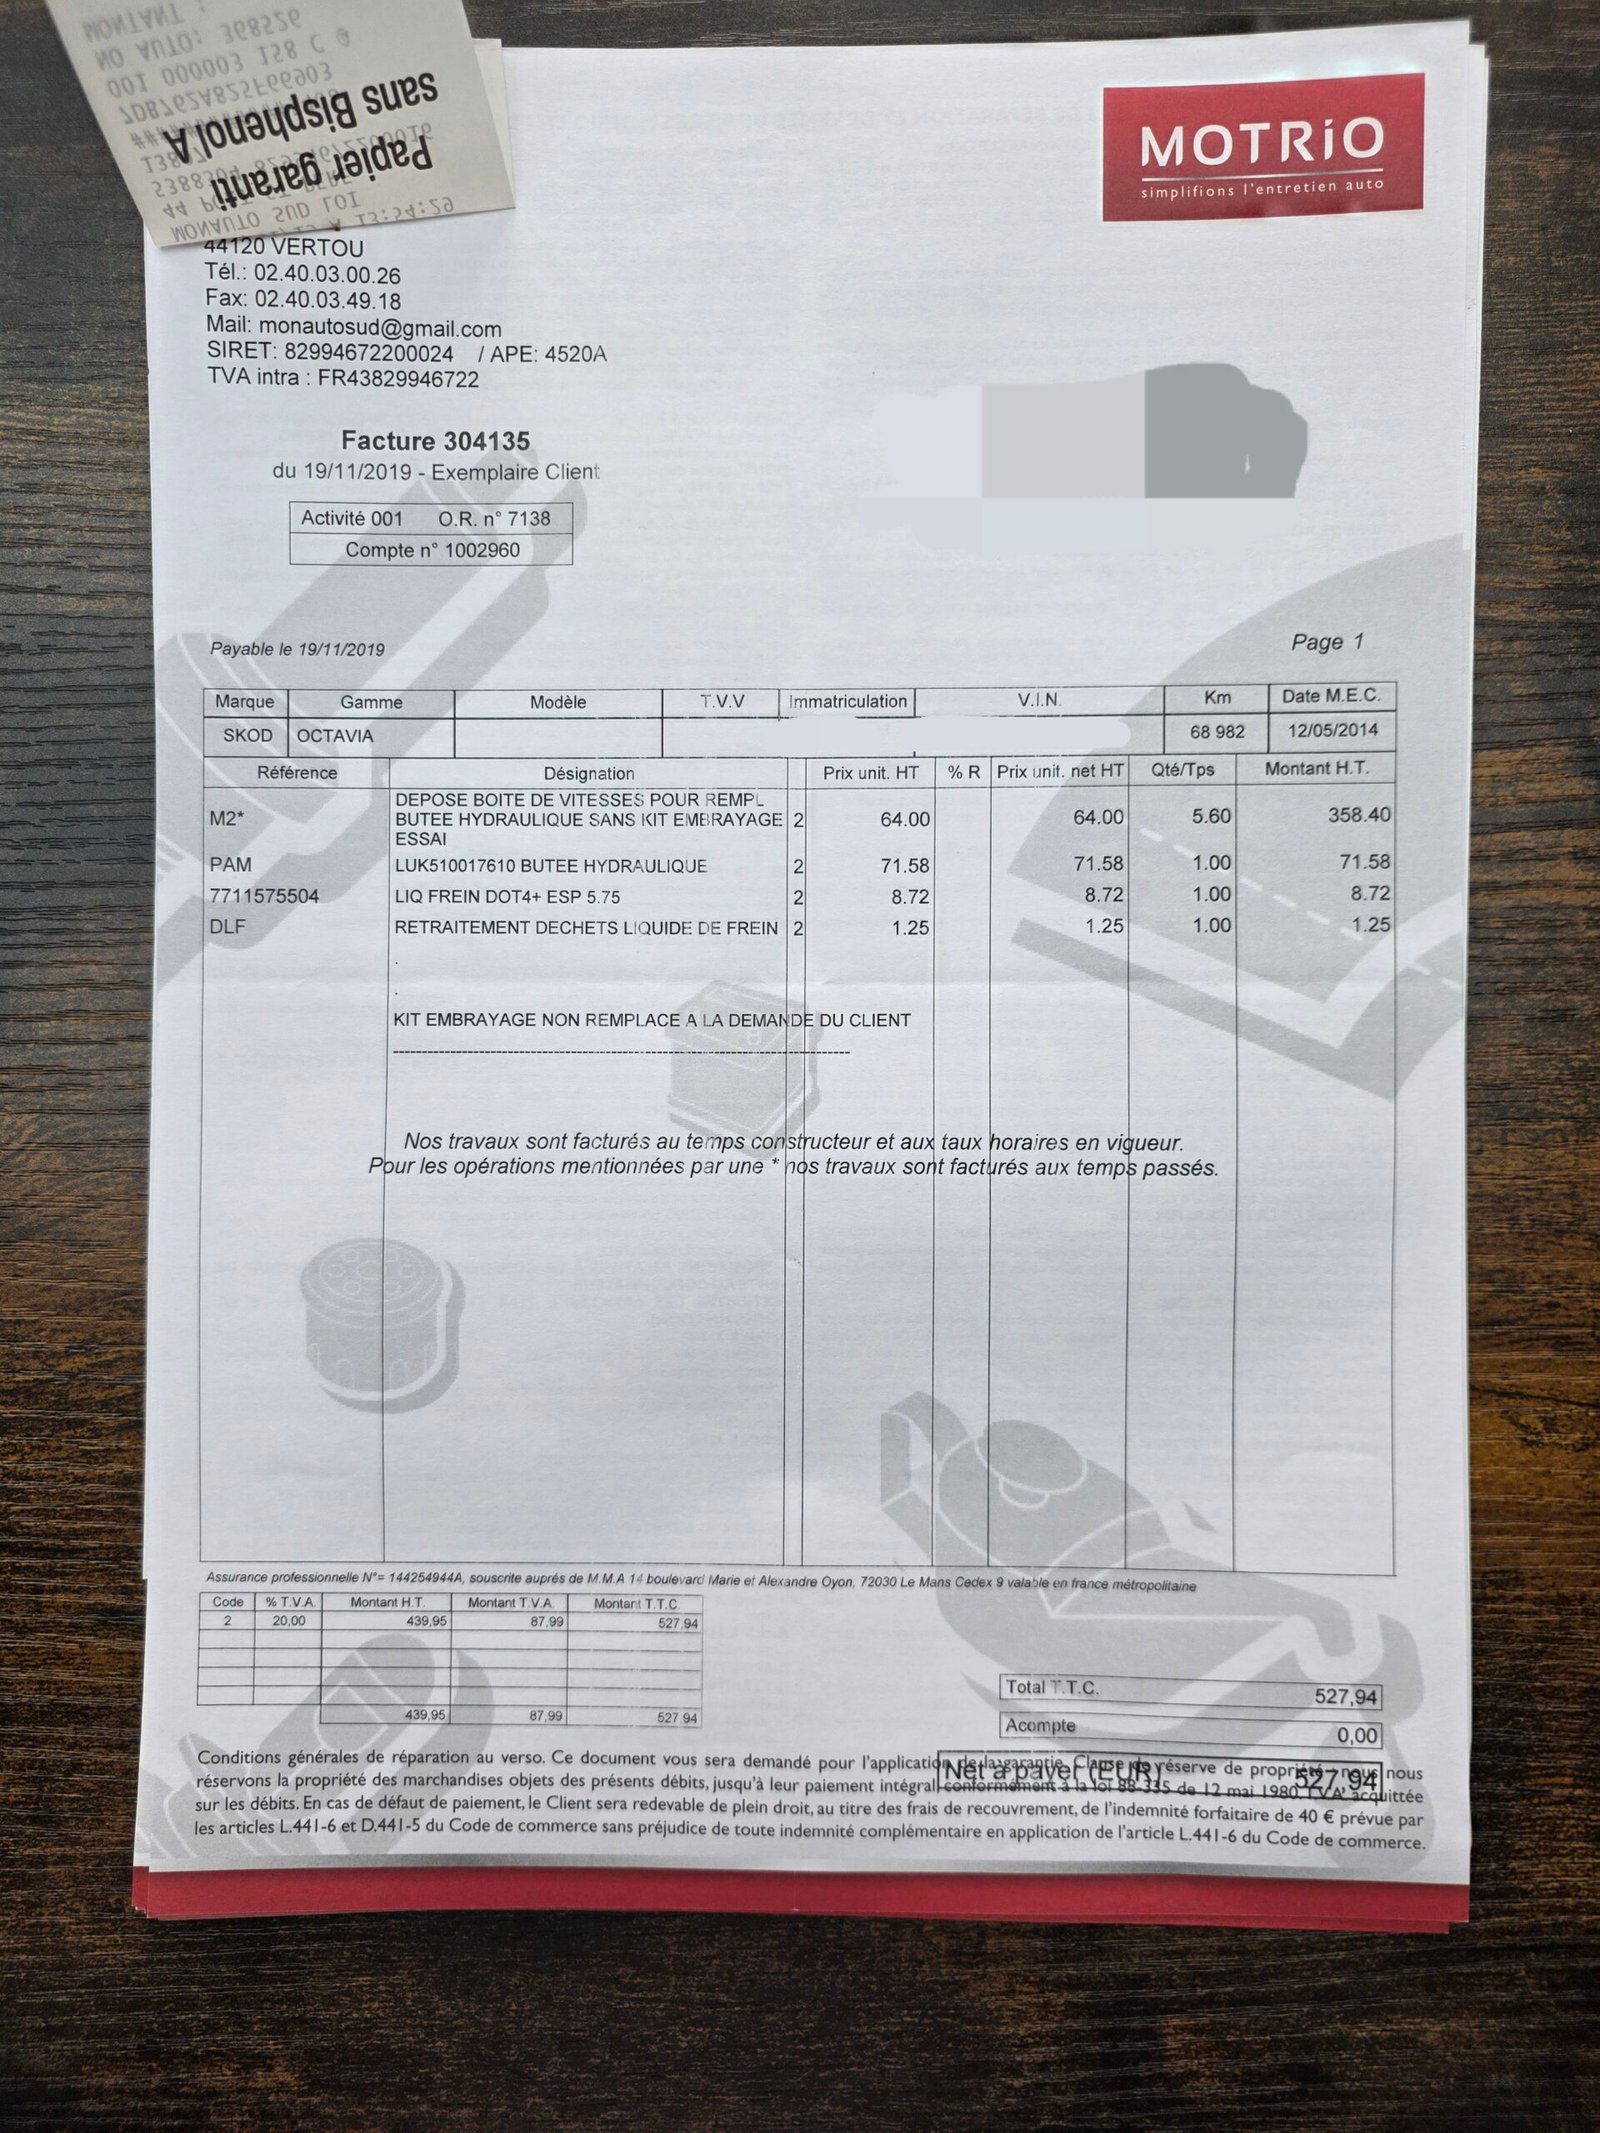 Papier garanti
sans Bisphenol A
MONTANT :
NO AUTO: 368526
001 000003 158 C @
7DB762A825F66903
MONAUTO SUD LOI
13:54:29
MOTRiO
simplifions l'entretien auto
44120 VERTOU
Tél.: 02.40.03.00.26
Fax: 02.40.03.49.18
Mail: monautosud@gmail.com
SIRET: 82994672200024 / APE: 4520A
TVA intra : FR43829946722
Facture 304135
du 19/11/2019 - Exemplaire Client
Activité 001 O.R. n° 7138
Compte n° 1002960
Payable le 19/11/2019 Page 1
Marque Gamme Modèle T.V.V Immatriculation V.I.N. Km Date M.E.C.
SKOD OCTAVIA 68 982 12/05/2014
Référence Désignation Prix unit. HT % R Prix unit. net HT Qté/Tps Montant H.T.
DEPOSE BOITE DE VITESSES POUR REMPL
M2* BUTEE HYDRAULIQUE SANS KIT EMBRAYAGE 2 64.00 64.00 5.60 358.40
ESSAI
PAM LUK510017610 BUTEE HYDRAULIQUE 2 71.58 71.58 1.00 71.58
7711575504 LIQ FREIN DOT4+ ESP 5.75 2 8.72 8.72 1.00 8.72
DLF RETRAITEMENT DECHETS LIQUIDE DE FREIN 2 1.25 1.25 1.00 1.25
.
.
KIT EMBRAYAGE NON REMPLACE A LA DEMANDE DU CLIENT
--------------------------------------------------------------------------------
Nos travaux sont facturés au temps constructeur et aux taux horaires en vigueur.
Pour les opérations mentionnées par une * nos travaux sont facturés aux temps passés.
Assurance professionnelle N°= 144254944A, souscrite auprés de M.M.A 14 boulevard Marie et Alexandre Oyon, 72030 Le Mans Cedex 9 valable en france métropolitaine
Code % T.V.A. Montant H.T. Montant T.V.A. Montant T.T.C.
2 20,00 439,95 87,99 527,94
439,95 87,99 527,94
Total T.T.C. 527,94
Acompte 0,00
Net à payer (EUR) 527,94
Conditions générales de réparation au verso. Ce document vous sera demandé pour l'application de la garantie. Clause de réserve de propriété : nous nous
réservons la propriété des marchandises objets des présents débits, jusqu'à leur paiement intégral conformément à la loi 88-335 de 12 mai 1980. T.V.A. acquittée
sur les débits. En cas de défaut de paiement, le Client sera redevable de plein droit, au titre des frais de recouvrement, de l'indemnité forfaitaire de 40 € prévue par
les articles L.441-6 et D.441-5 du Code de commerce sans préjudice de toute indemnité complémentaire en application de l'article L.441-6 du Code de commerce.